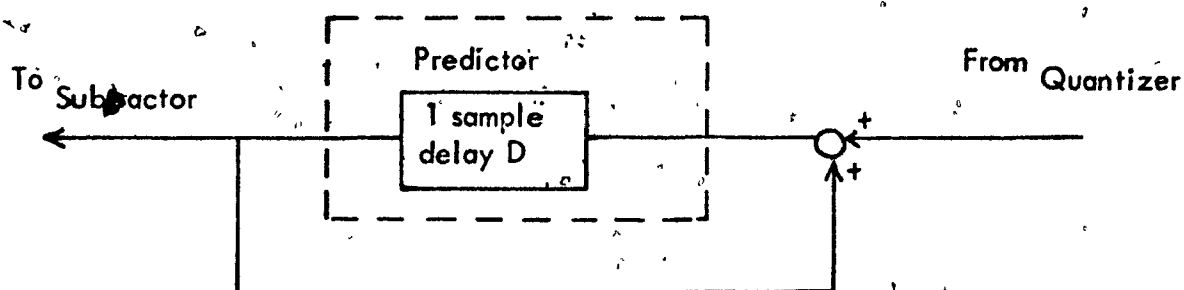 Predictor
From Quantizer
To Subtractor
1 sample
delay D
+
+